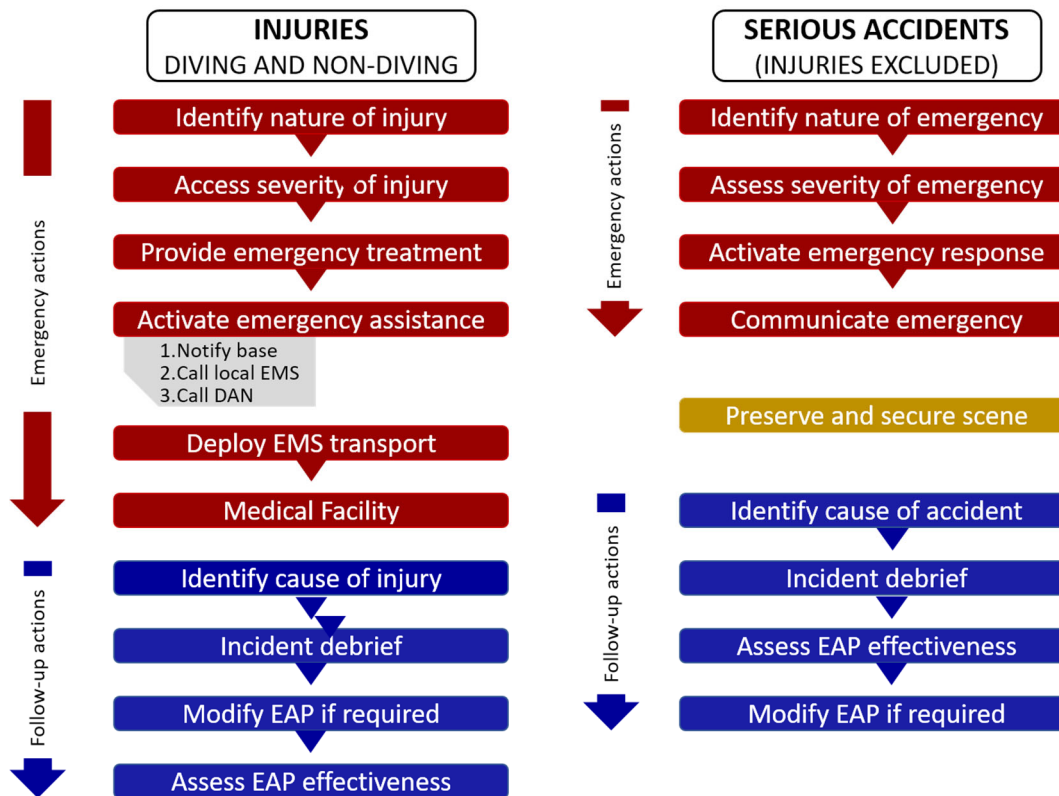 INJURIES
DIVING AND NON-DIVING
Emergency actions
Identify nature of injury
Access severity of injury
Provide emergency treatment
Activate emergency assistance
1.Notify base
2.Call local EMS
3.Call DAN
Deploy EMS transport
Medical Facility
Follow-up actions
Identify cause of injury
Incident debrief
Modify EAP if required
Assess EAP effectiveness
SERIOUS ACCIDENTS
(INJURIES EXCLUDED)
Emergency actions
Identify nature of emergency
Assess severity of emergency
Activate emergency response
Communicate emergency
Preserve and secure scene
Follow-up actions
Identify cause of accident
Incident debrief
Assess EAP effectiveness
Modify EAP if required